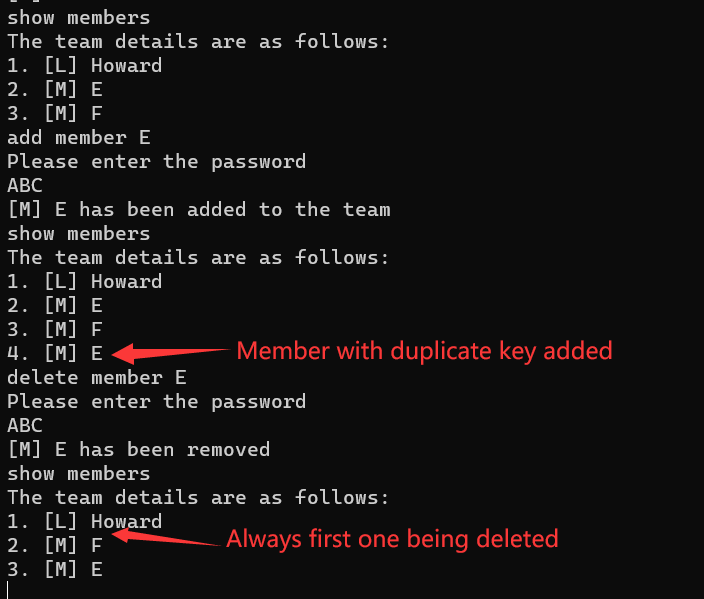 show members
The team details are as follows:
1. [L] Howard
2. [M] E
3. [M] F
add member E
Please enter the password
ABC
[M] E has been added to the team
show members
The team details are as follows:
1. [L] Howard
2. [M] E
3. [M] F
4. [M] E
Member with duplicate key added
delete member E
Please enter the password
ABC
[M] E has been removed
show members
The team details are as follows:
1. [L] Howard
Always first one being deleted
2. [M] F
3. [M] E